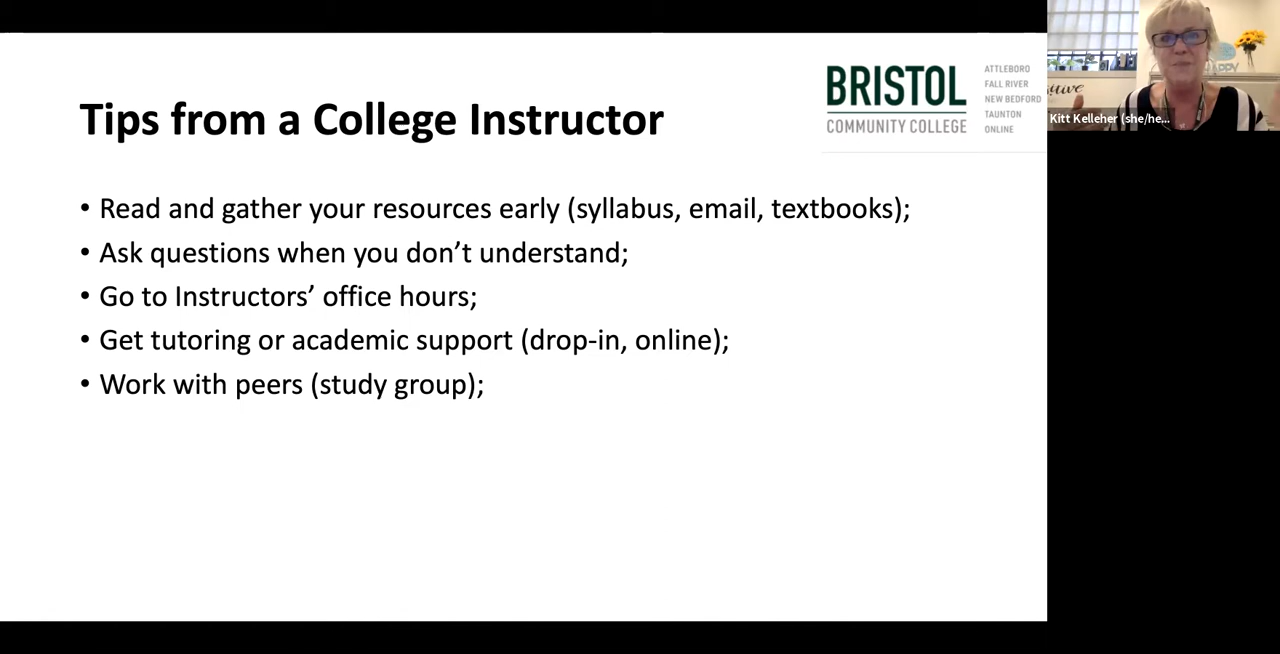 Tips from a College Instructor
BRISTOL
COMMUNITY COLLEGE
ATTLEBORO
FALL RIVER
NEW BEDFORD
TAUNTON
ONLINE
• Read and gather your resources early (syllabus, email, textbooks);
• Ask questions when you don’t understand;
• Go to Instructors’ office hours;
• Get tutoring or academic support (drop-in, online);
• Work with peers (study group);
HAPPY
Kitt Kelleher (she/he...